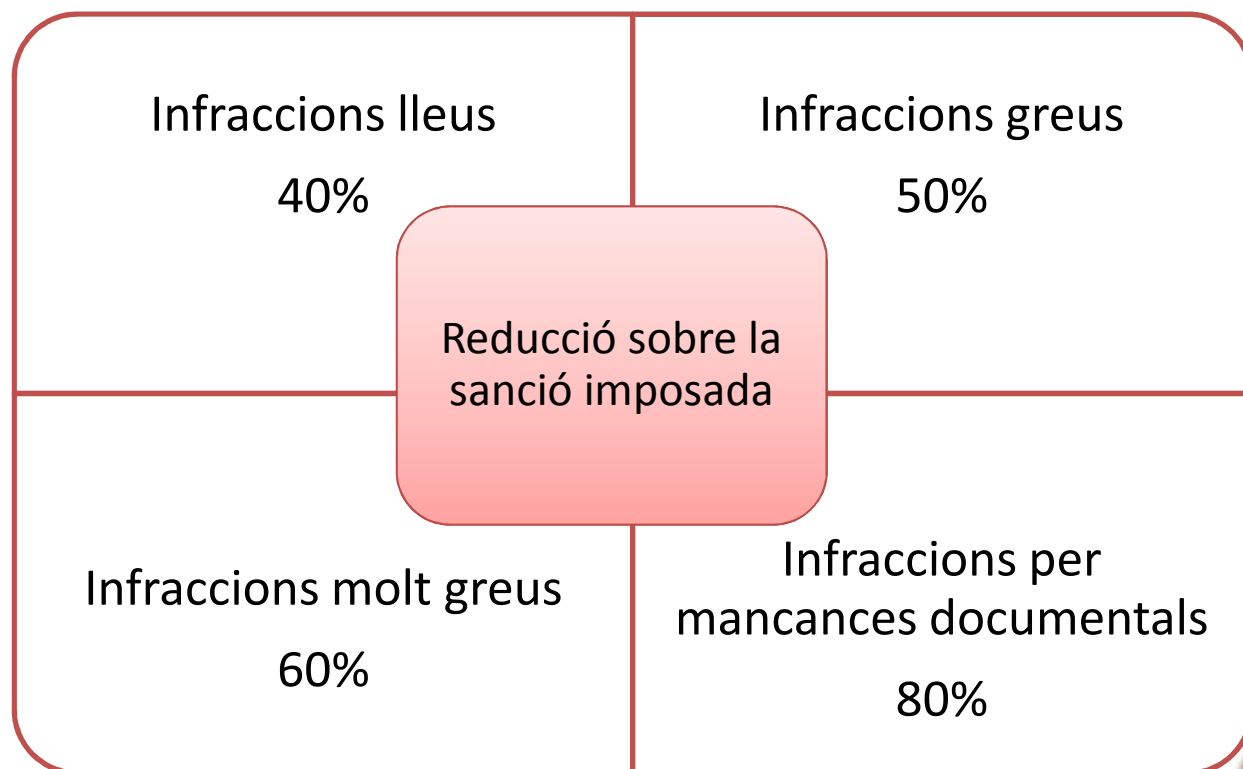 Infraccions lleus
40%
Infraccions greus
50%
Reducció sobre la
sanció imposada
Infraccions molt greus
60%
Infraccions per
mancances documentals
80%